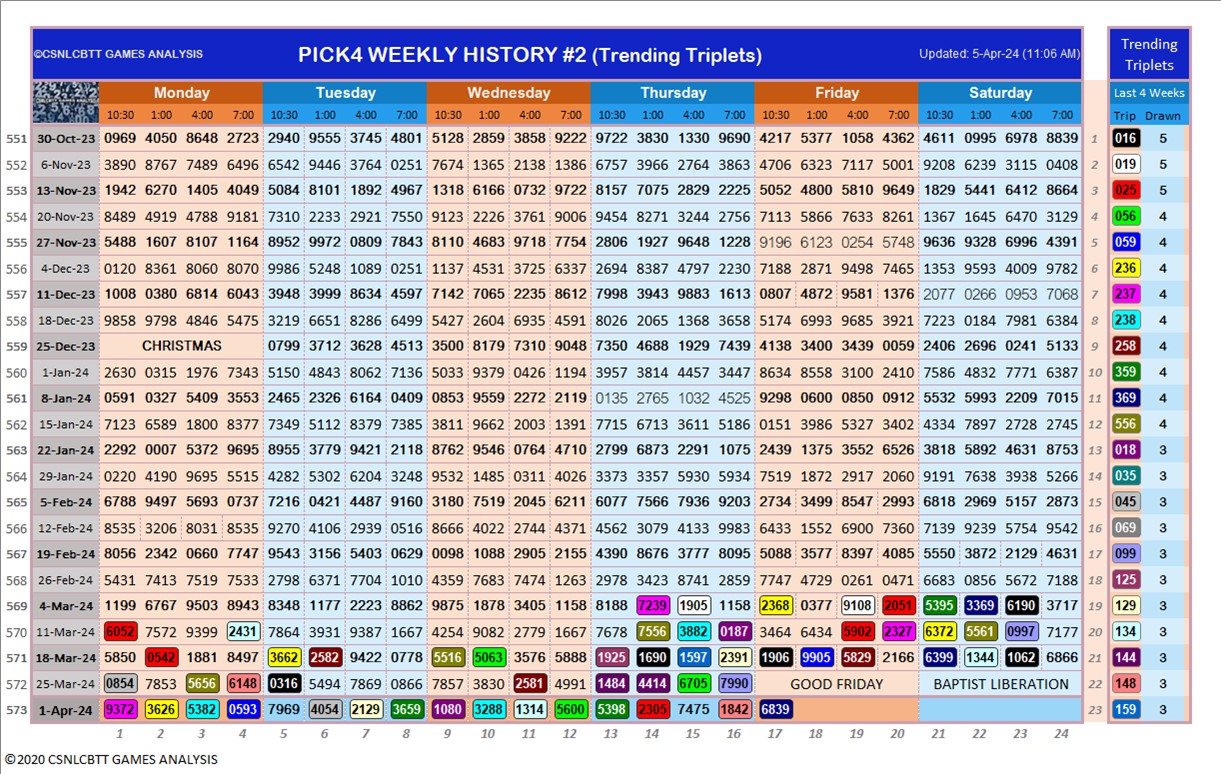 ©CSNLCBTT GAMES ANALYSIS PICK4 WEEKLY HISTORY #2 (Trending Triplets) Updated: 5-Apr-24 (11:06 AM) Trending Triplets
Monday Tuesday Wednesday Thursday Friday Saturday Last 4 Weeks
10:30 1:00 4:00 7:00 10:30 1:00 4:00 7:00 10:30 1:00 4:00 7:00 10:30 1:00 4:00 7:00 10:30 1:00 4:00 7:00 10:30 1:00 4:00 7:00 Trip Drawn
551 30-Oct-23 0969 4050 8648 2723 2940 9555 3745 4801 5128 2859 3858 9222 9722 3830 1330 9690 4217 5377 1058 4362 4611 0995 6978 8839 1 016 5
552 6-Nov-23 3890 8767 7489 6496 6542 9446 3764 0251 7674 1365 2138 1386 6757 3966 2764 3863 4706 6323 7117 5001 9208 6239 3115 0408 2 019 5
553 13-Nov-23 1942 6270 1405 4049 5084 8101 1892 4967 1318 6166 0732 9722 8157 7075 2829 2225 5052 4800 5810 9649 1829 5441 6412 8664 3 025 5
554 20-Nov-23 8489 4919 4788 9181 7310 2233 2921 7550 9123 2226 3761 9006 9454 8271 3244 2756 7113 5866 7633 8261 1367 1645 6470 3129 4 056 4
555 27-Nov-23 5488 1607 8107 1164 8952 9972 0809 7843 8110 4683 9718 7754 2806 1927 9648 1228 9196 6123 0254 5748 9636 9328 6996 4391 5 059 4
556 4-Dec-23 0120 8361 8060 8070 9986 5248 1089 0251 1137 4531 3725 6337 2694 8387 4797 2230 7188 2871 9498 7465 1353 9593 4009 9782 6 236 4
557 11-Dec-23 1008 0380 6814 6043 3948 3999 8634 4597 7142 7065 2235 8612 7998 3943 9883 1613 0807 4872 9531 1376 2077 0266 0953 7068 7 237 4
558 18-Dec-23 9858 9798 4846 5475 3219 6651 8286 6499 5427 2604 6935 4591 8026 2065 1368 3658 5174 6993 9685 3921 7223 0184 7981 6384 8 238 4
559 25-Dec-23 CHRISTMAS 0799 3712 3628 4513 3500 8179 7310 9048 7350 4688 1929 7439 4138 3400 3439 0059 2406 2696 0241 5133 9 258 4
560 1-Jan-24 2630 0315 1976 7343 5150 4843 8062 7136 5033 9379 0426 1194 3957 3814 4457 3447 8634 8558 3100 2410 7586 4832 7771 6387 10 359 4
561 8-Jan-24 0591 0327 5409 3553 2465 2326 6164 0409 0853 9559 2272 2119 0135 2765 1032 4525 9298 0600 0850 0912 5532 5993 2209 7015 11 369 4
562 15-Jan-24 7123 6589 1800 8377 7349 5112 8379 7385 3811 9662 2003 1391 7715 6713 3611 5186 0151 3986 5327 3402 4334 7897 2728 2745 12 556 4
563 22-Jan-24 2292 0007 5372 9695 8955 3779 9421 2118 8762 9546 0764 4710 2799 6873 2291 1075 2439 1375 3552 6526 3818 5892 4631 8753 13 018 3
564 29-Jan-24 0220 4190 9695 5515 4282 5302 6204 3249 9532 1485 0311 4026 3373 3357 5930 5934 7519 1872 2917 2060 9191 7638 3938 5266 14 035 3
565 5-Feb-24 6788 9497 5693 0737 7216 0421 4487 9160 3180 7519 2045 6211 6077 7566 7936 9203 2734 3499 8547 2993 6818 2969 5157 2873 15 045 3
566 12-Feb-24 8535 3206 8031 8535 9270 4106 2939 0516 8666 4022 2744 4371 4562 3079 4133 9983 6433 1552 6900 7360 7139 9239 5754 9542 16 069 3
567 19-Feb-24 8056 2342 0660 7747 9543 3156 5403 0629 0098 1088 2905 2155 4390 8676 3777 8095 5088 3577 8397 4085 5550 3872 2129 4631 17 099 3
568 26-Feb-24 5431 7413 7519 7533 2798 6371 7704 1010 4359 7683 7474 1263 2978 3423 8741 2859 7747 4729 0261 0471 6683 0856 5672 7188 18 125 3
569 4-Mar-24 1199 6767 9503 8943 8348 1177 2223 8862 9875 1878 3405 1158 8188 7239 1905 1158 2368 0377 9108 2051 5395 3369 6190 3717 19 129 3
570 11-Mar-24 6052 7572 9399 2431 7864 3931 9387 1667 4254 9082 2779 1667 7678 7556 3882 0187 3464 6434 5902 2327 6372 5561 0997 7177 20 134 3
571 18-Mar-24 5850 0542 1881 8497 3662 2582 9422 0778 5516 5063 3576 5888 1925 1690 1597 2391 1906 9905 5829 2166 6399 1344 1062 6866 21 144 3
572 25-Mar-24 0854 7853 5656 6148 0316 5494 7869 0866 7857 3830 2581 4991 1484 4414 6705 7990 GOOD FRIDAY BAPTIST LIBERATION 22 148 3
573 1-Apr-24 9372 3626 5382 0593 7969 4054 2129 3659 1080 3288 1314 5600 5398 2305 7475 1842 6839 23 159 3
1 2 3 4 5 6 7 8 9 10 11 12 13 14 15 16 17 18 19 20 21 22 23 24
©2020 CSNLCBTT GAMES ANALYSIS